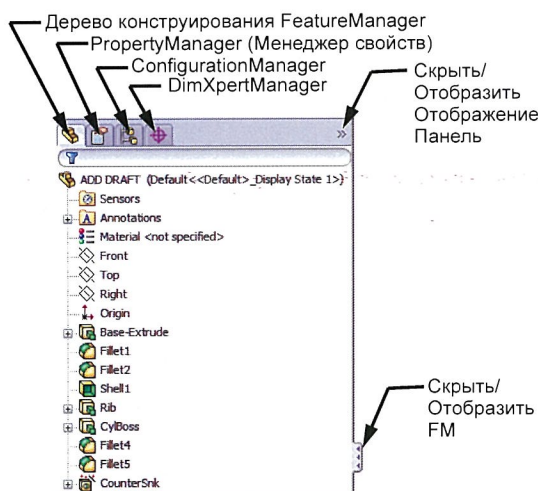 Дерево конструирования FeatureManager
PropertyManager (Менеджер свойств)
ConfigurationManager
DimXpertManager
Скрыть/
Отобразить
Отображение
Панель
»
ADD DRAFT (Default<<Default>_Display State 1>)
Sensors
A Annotations
Material <not specified>
Front
Top
Right
Origin
Base-Extrude
Fillet1
Fillet2
Shell1
Rib
CylBoss
Fillet4
Fillet5
CounterSnk
Скрыть/
Отобразить
FM